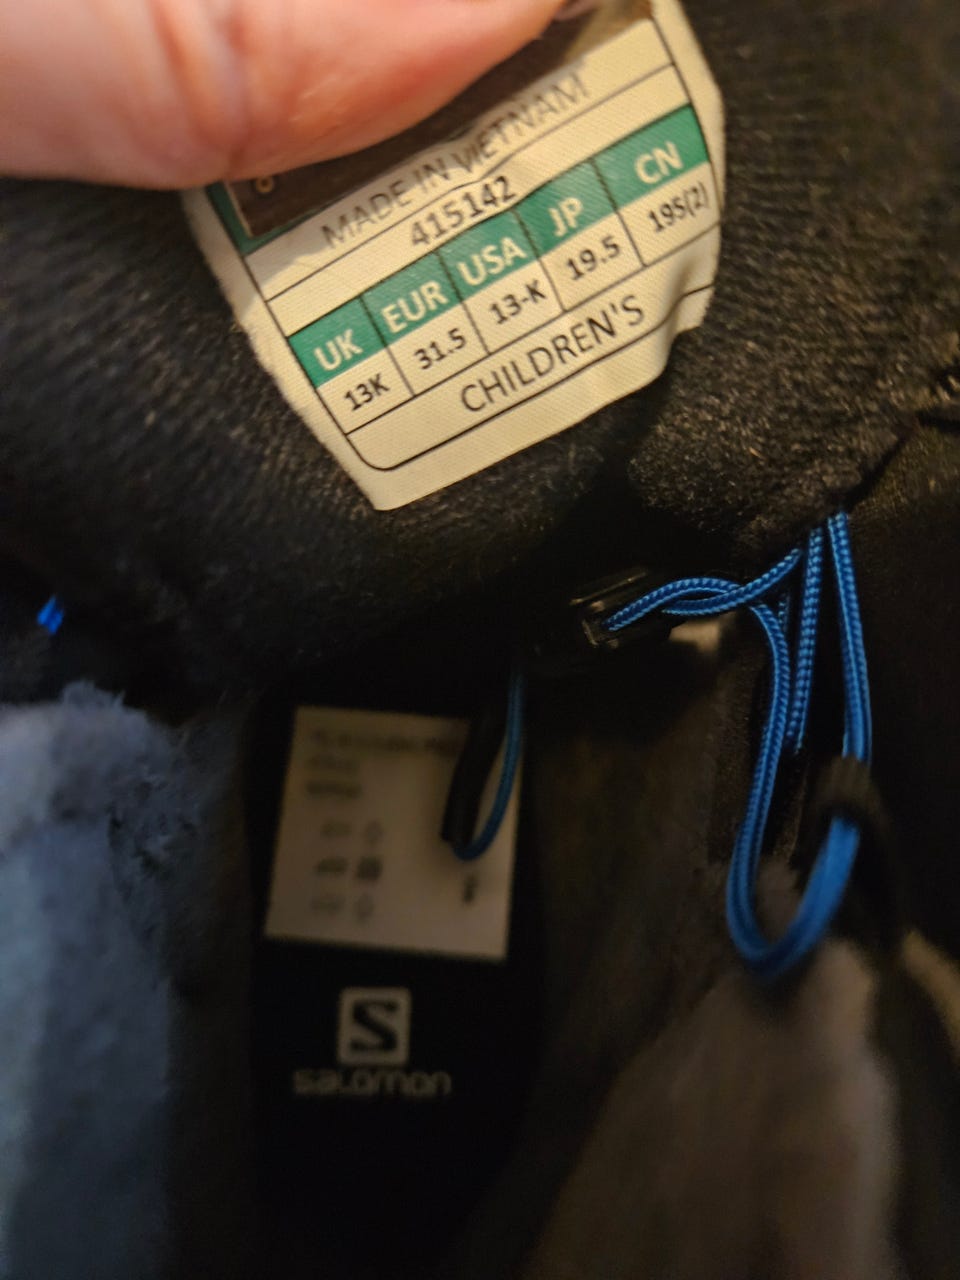 MADE IN VIETNAM
415142
UK EUR USA JP CN
13K 31.5 13-K 19.5 195(2)
CHILDREN'S
S
salomon